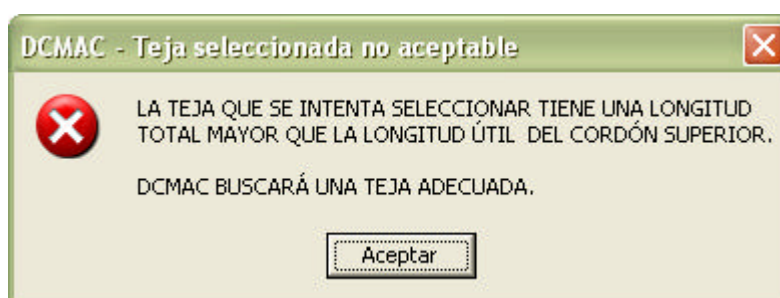 DCMAC - Teja seleccionada no aceptable
LA TEJA QUE SE INTENTA SELECCIONAR TIENE UNA LONGITUD
TOTAL MAYOR QUE LA LONGITUD ÚTIL DEL CORDÓN SUPERIOR.
DCMAC BUSCARÁ UNA TEJA ADECUADA.
Aceptar